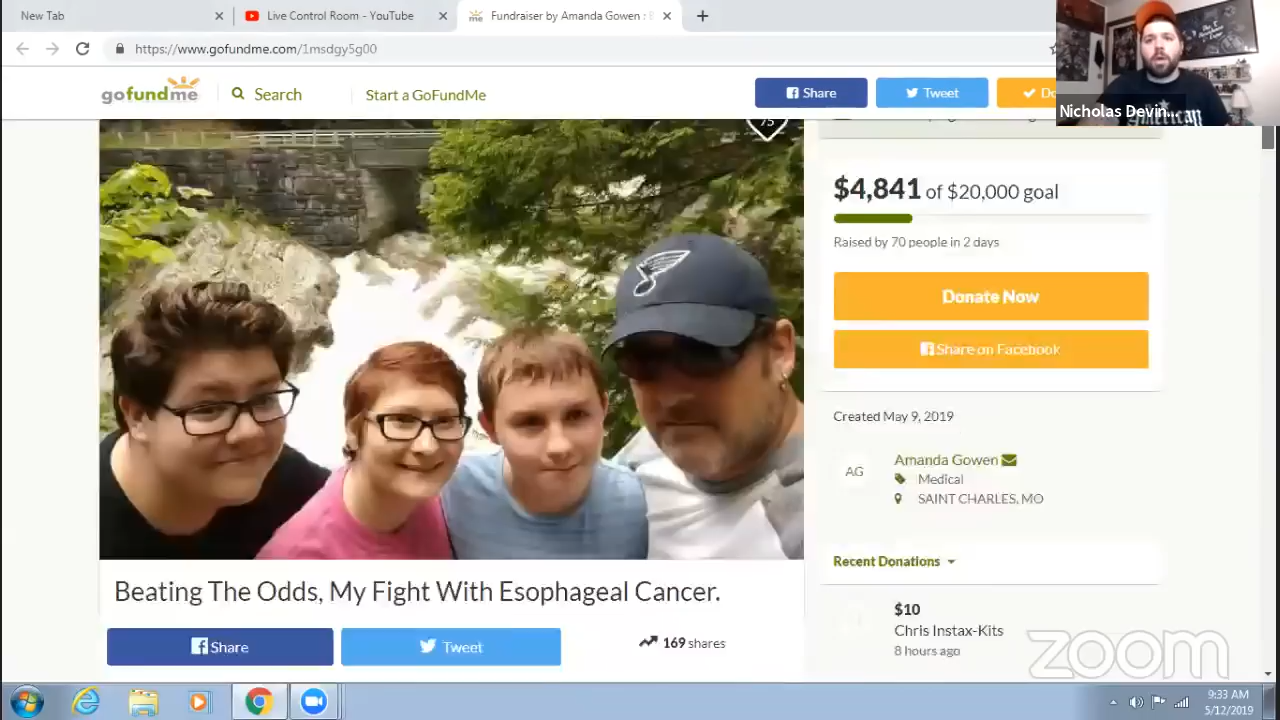 New Tab
Live Control Room - YouTube
Fundraiser by Amanda Gowen :
https://www.gofundme.com/1msdgy5g00
gofundme
Search
Start a GoFundMe
Share
Tweet
Nicholas Devin...
75
$4,841 of $20,000 goal
Raised by 70 people in 2 days
Donate Now
Share on Facebook
Created May 9, 2019
AG
Amanda Gowen
Medical
SAINT CHARLES, MO
Recent Donations
$10
Chris Instax-Kits
8 hours ago
Beating The Odds, My Fight With Esophageal Cancer.
Share
Tweet
169 shares
zoom
9:33 AM
5/12/2019